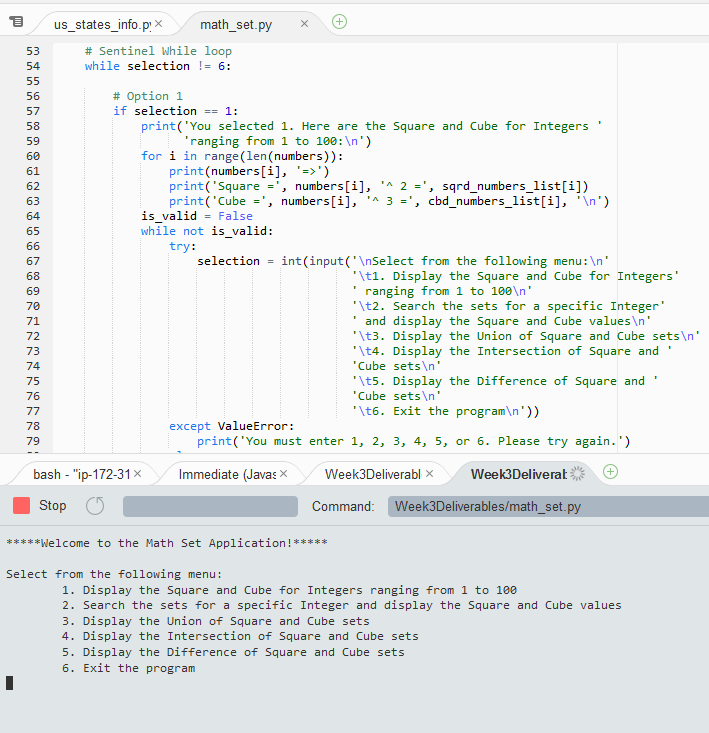 us_states_info.py
math_set.py
53 # Sentinel While loop
54 while selection != 6:
55
56 # Option 1
57 if selection == 1:
58 print('You selected 1. Here are the Square and Cube for Integers '
59 'ranging from 1 to 100:\n')
60 for i in range(len(numbers)):
61 print(numbers[i], '=>')
62 print('Square =', numbers[i], '^ 2 =', sqrd_numbers_list[i])
63 print('Cube =', numbers[i], '^ 3 =', cbd_numbers_list[i], '\n')
64 is_valid = False
65 while not is_valid:
66 try:
67 selection = int(input('\nSelect from the following menu:\n'
68 '\t1. Display the Square and Cube for Integers'
69 ' ranging from 1 to 100\n'
70 '\t2. Search the sets for a specific Integer'
71 ' and display the Square and Cube values\n'
72 '\t3. Display the Union of Square and Cube sets\n'
73 '\t4. Display the Intersection of Square and '
74 'Cube sets\n'
75 '\t5. Display the Difference of Square and '
76 'Cube sets\n'
77 '\t6. Exit the program\n'))
78 except ValueError:
79 print('You must enter 1, 2, 3, 4, 5, or 6. Please try again.')
bash - "ip-172-31
Immediate (Javas
Week3Deliverabl
Week3Deliverab
Stop
Command:
Week3Deliverables/math_set.py
*****Welcome to the Math Set Application!*****
Select from the following menu:
1. Display the Square and Cube for Integers ranging from 1 to 100
2. Search the sets for a specific Integer and display the Square and Cube values
3. Display the Union of Square and Cube sets
4. Display the Intersection of Square and Cube sets
5. Display the Difference of Square and Cube sets
6. Exit the program